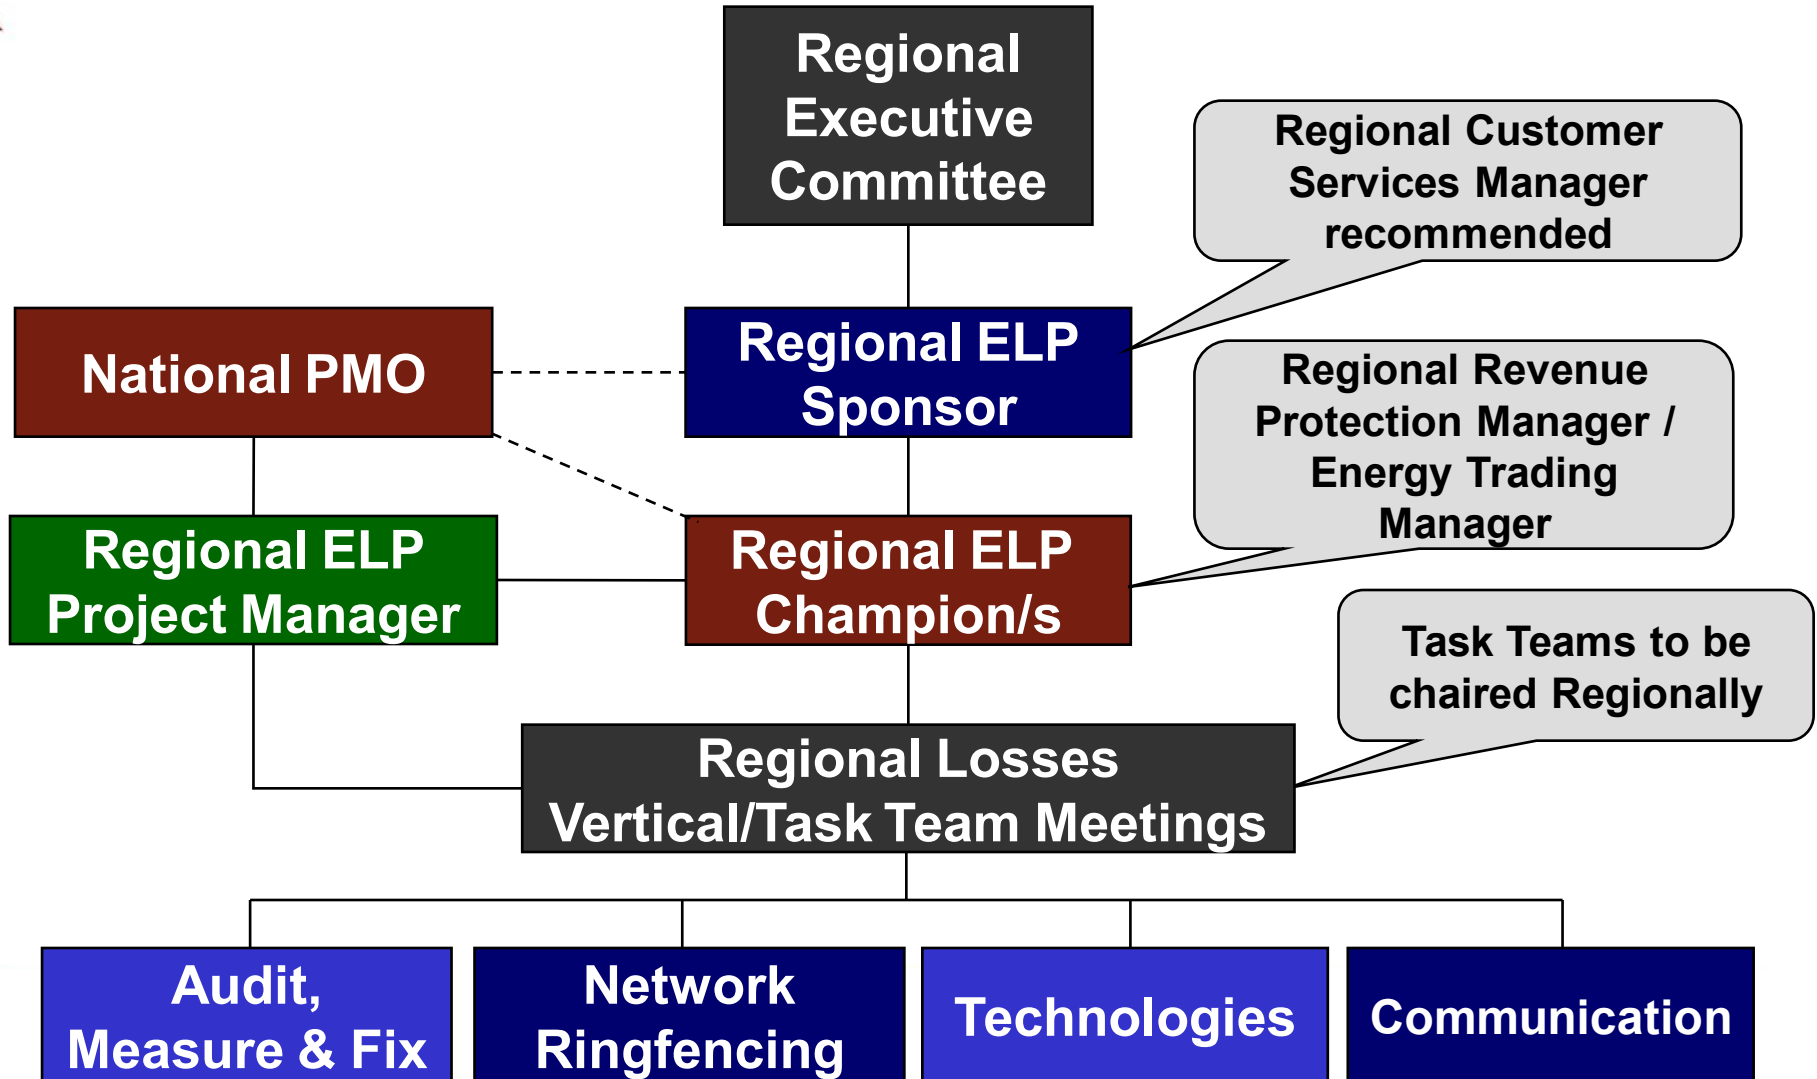 Regional
Executive
Committee
Regional Customer
Services Manager
recommended
National PMO
Regional ELP
Sponsor
Regional Revenue
Protection Manager /
Energy Trading
Manager
Regional ELP
Project Manager
Regional ELP
Champion/s
Task Teams to be
chaired Regionally
Regional Losses
Vertical/Task Team Meetings
Audit,
Measure & Fix
Network
Ringfencing
Technologies
Communication